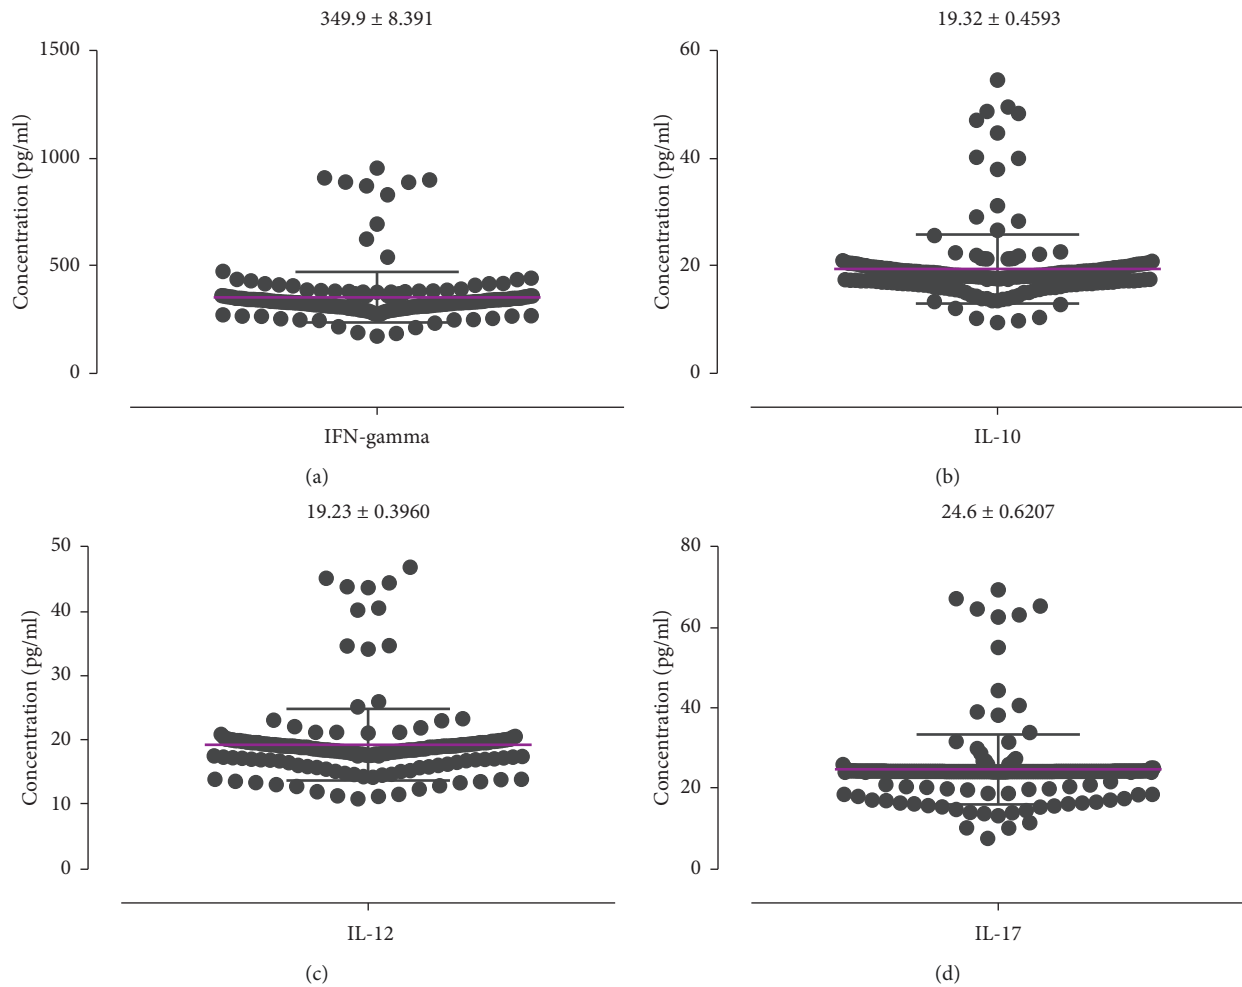 349.9 ± 8.391
1500
1000
500
0
Concentration (pg/ml)
IFN-gamma
(a)
19.32 ± 0.4593
60
40
20
0
Concentration (pg/ml)
IL-10
(b)
19.23 ± 0.3960
50
40
30
20
10
0
Concentration (pg/ml)
IL-12
(c)
24.6 ± 0.6207
80
60
40
20
0
Concentration (pg/ml)
IL-17
(d)